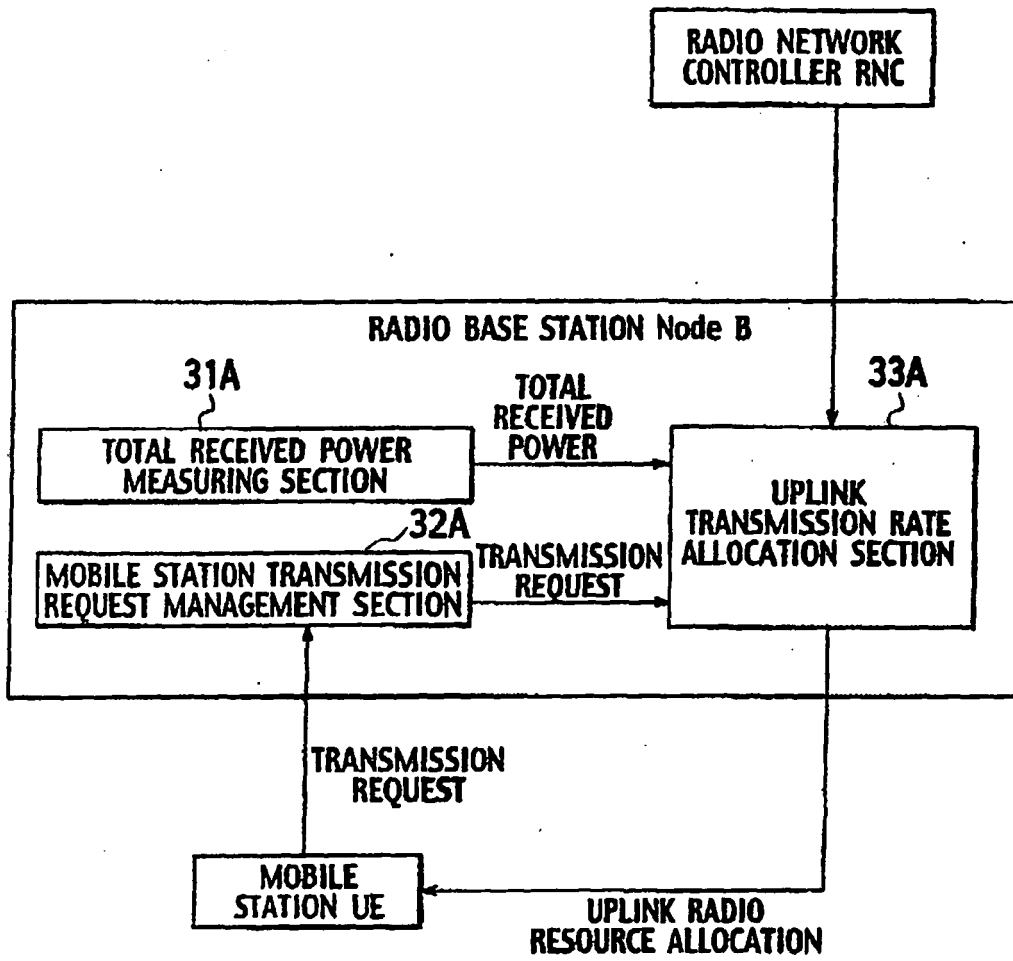 RADIO NETWORK
CONTROLLER RNC
RADIO BASE STATION Node B
31A
TOTAL
RECEIVED
POWER
33A
TOTAL RECEIVED POWER
MEASURING SECTION
UPLINK
TRANSMISSION RATE
ALLOCATION SECTION
32A
TRANSMISSION
REQUEST
MOBILE STATION TRANSMISSION
REQUEST MANAGEMENT SECTION
TRANSMISSION
REQUEST
MOBILE
STATION UE
UPLINK RADIO
RESOURCE ALLOCATION